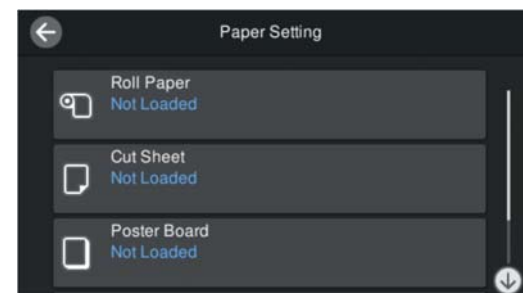 Paper Setting
Roll Paper
Not Loaded
Cut Sheet
Not Loaded
Poster Board
Not Loaded